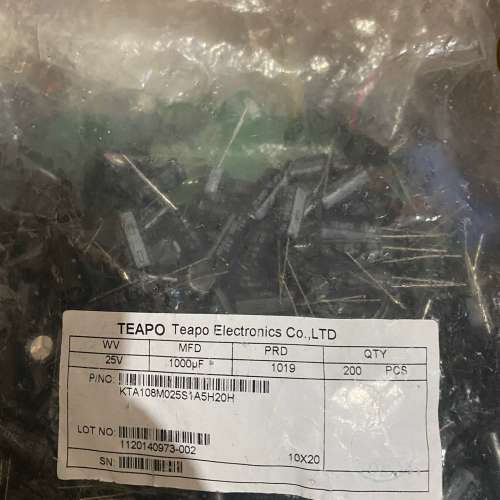 TEAPO Teapo Electronics Co.,LTD
WV MFD PRD QTY
25V 1000µF 1019 200 PCS
P/NO:
KTA108M025S1A5H20H
LOT NO:
1120140973-002 10X20
SN: